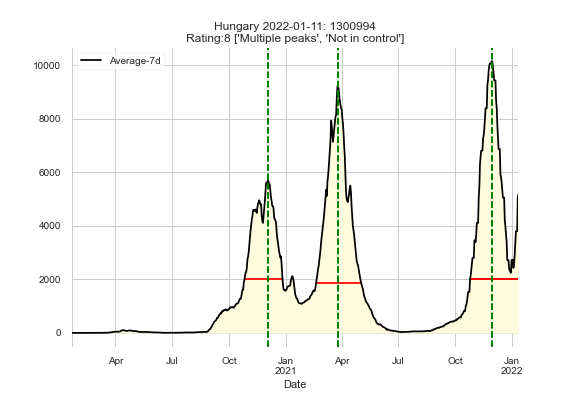 Hungary 2022-01-11: 1300994
Rating:8 ['Multiple peaks', 'Not in control']
Average-7d
10000
8000
6000
4000
2000
0
Apr Jul Oct Jan Apr Jul Oct Jan
2021 2022
Date